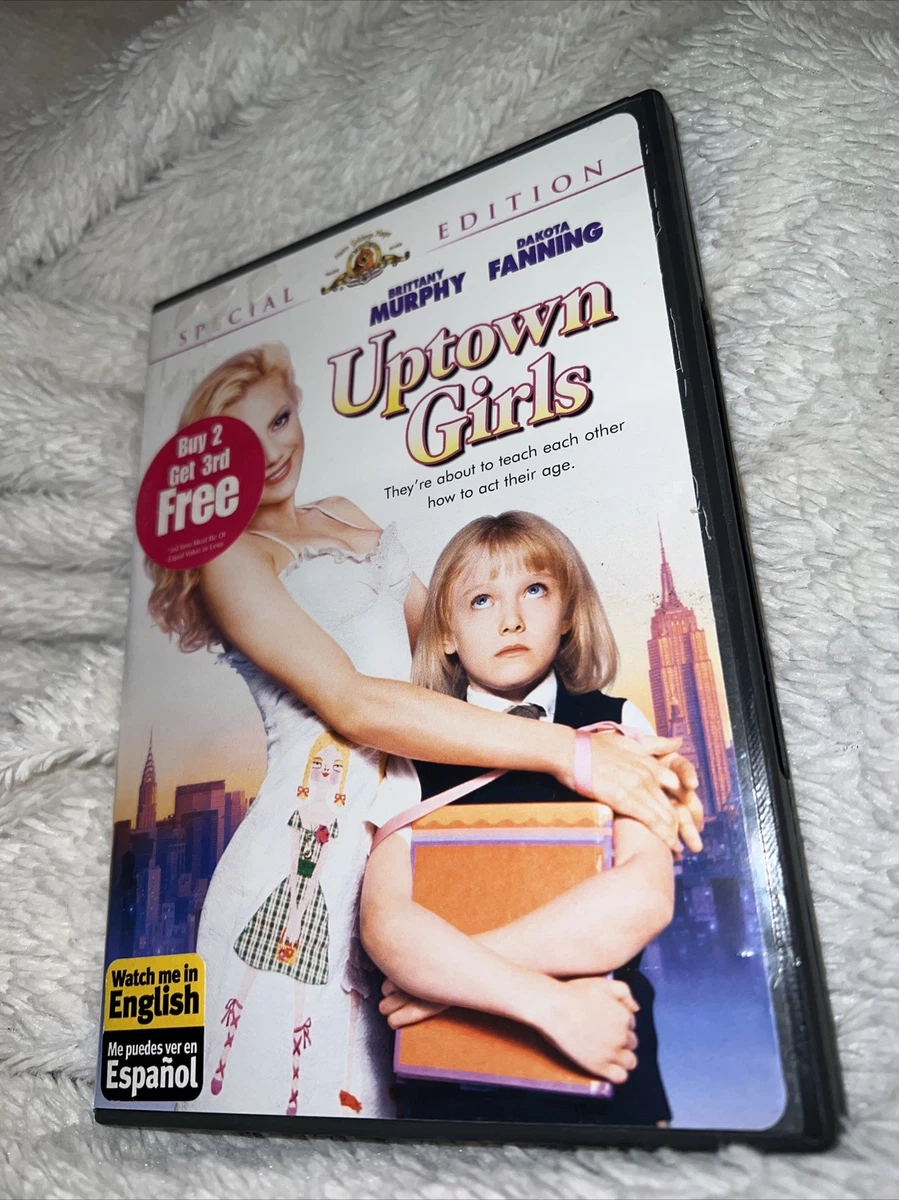 SPECIAL EDITION
BRITTANY
MURPHY
DAKOTA
FANNING
Uptown
Girls
They're about to teach each other
how to act their age.
Buy 2
Get 3rd
Free
Watch me in
English
Me puedes ver en
Español